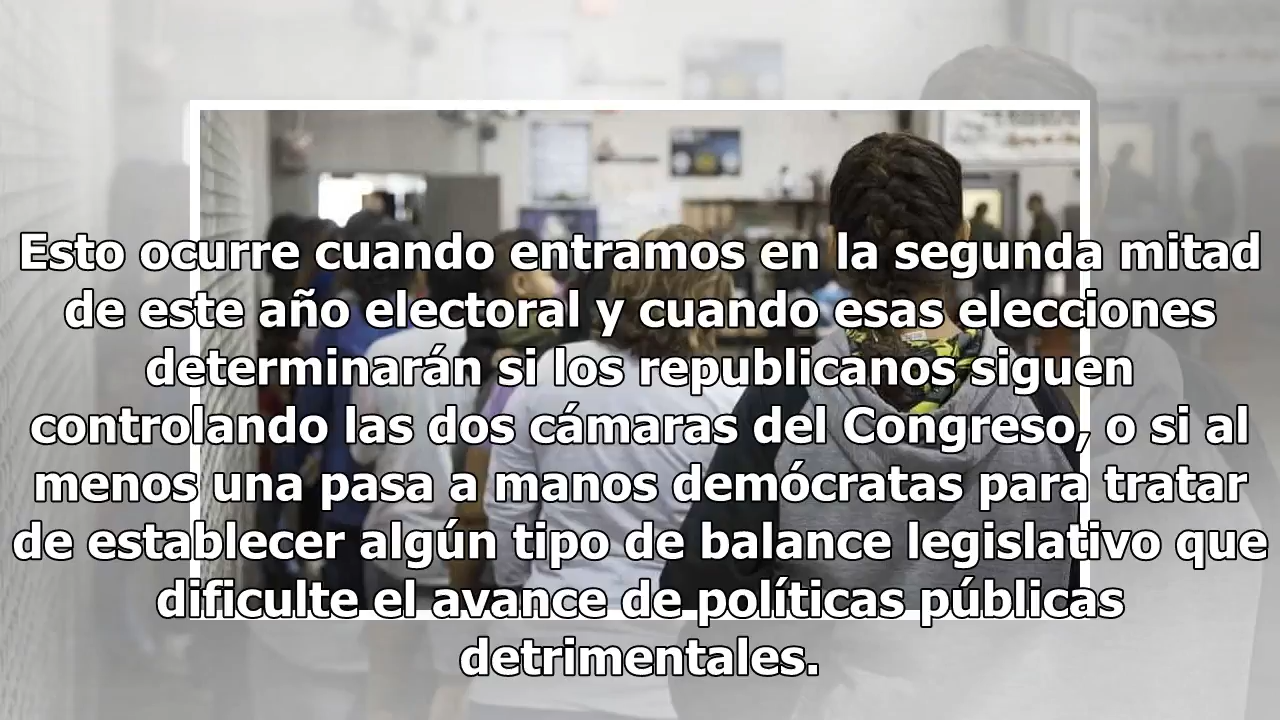 Esto ocurre cuando entramos en la segunda mitad
de este año electoral y cuando esas elecciones
determinarán si los republicanos siguen
controlando las dos cámaras del Congreso, o si al
menos una pasa a manos demócratas para tratar
de establecer algún tipo de balance legislativo que
dificulte el avance de políticas públicas
detrimentales.